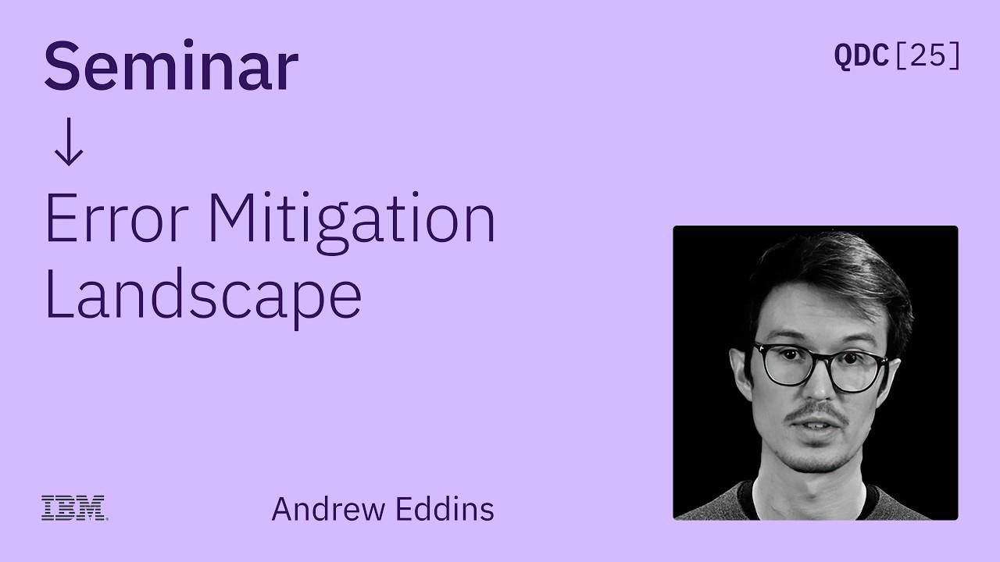 Seminar
QDC[25]
↓
Error Mitigation
Landscape
IBM®
Andrew Eddins